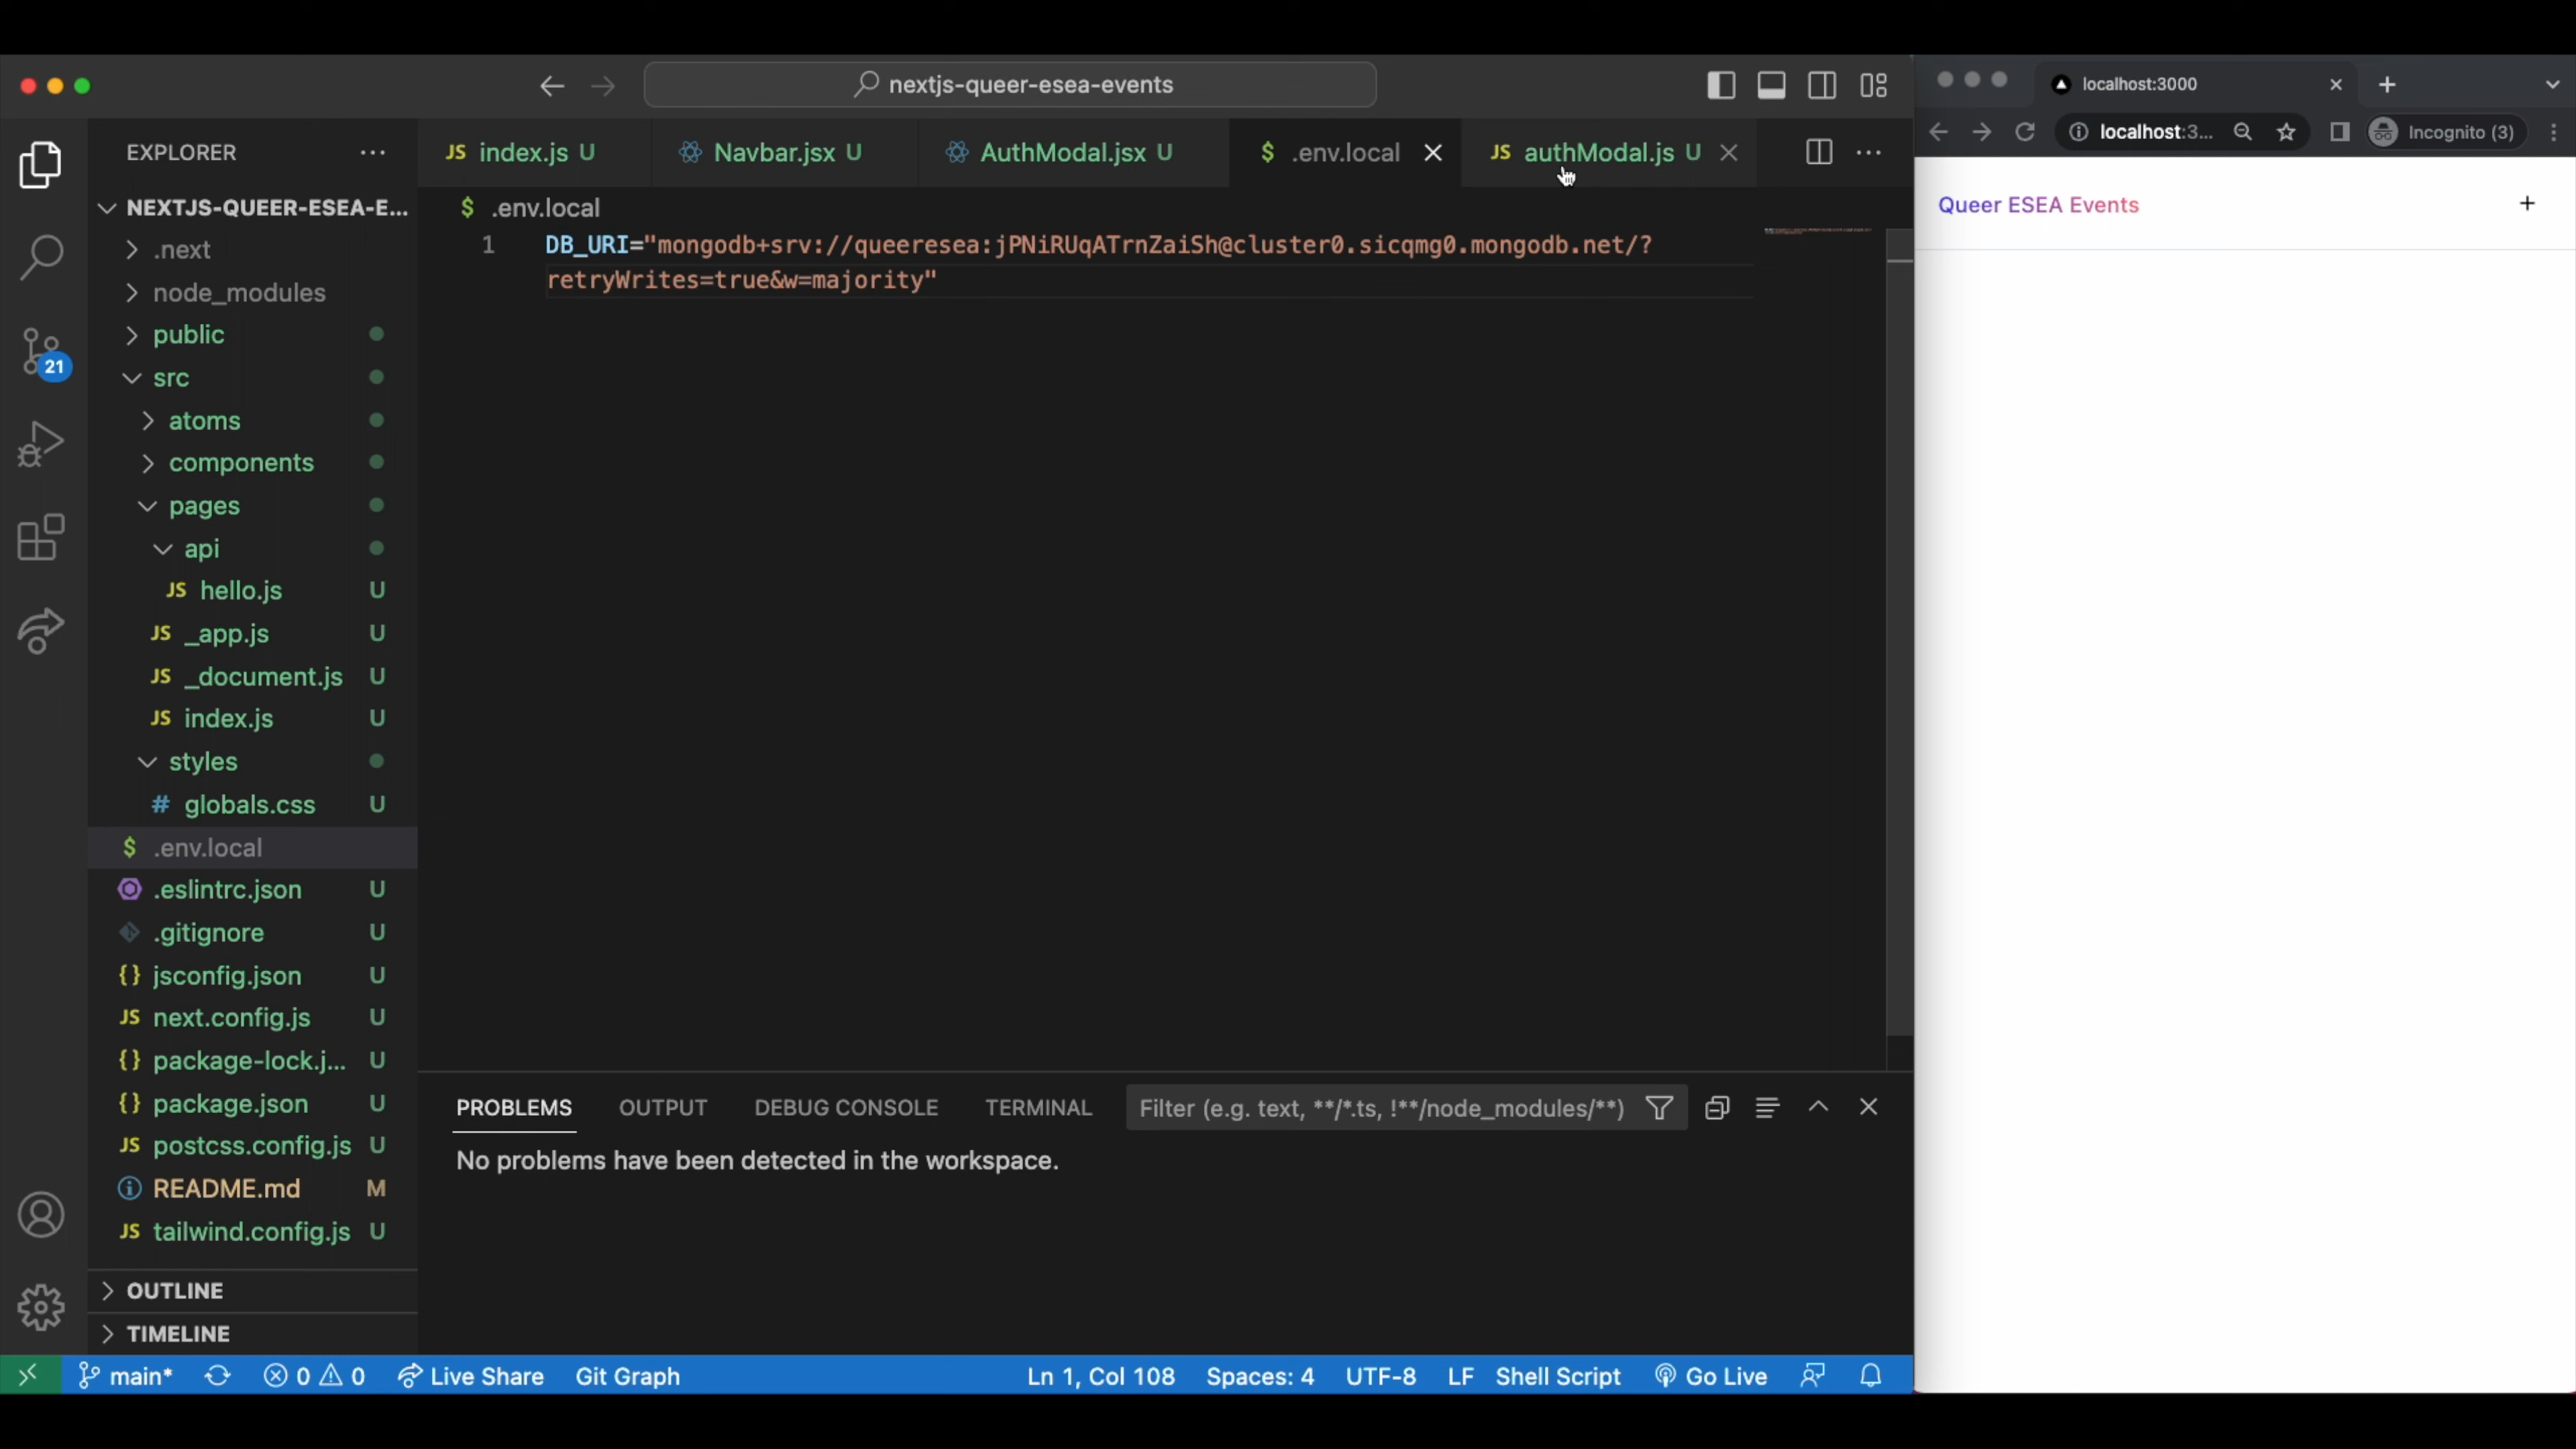 nextjs-queer-esea-events
localhost:3000
localhost:3...
Incognito (3)
EXPLORER
index.js U
Navbar.jsx U
AuthModal.jsx U
.env.local
authModal.js U
Queer ESEA Events
NEXTJS-QUEER-ESEA-E...
.env.local
.next
1
DB_URI="mongodb+srv://queeresea:jPNiRUqATrnZaiSh@cluster0.sicqmg0.mongodb.net/?
retryWrites=true&w=majority"
node_modules
public
21
src
atoms
components
pages
api
JS hello.js U
JS _app.js U
JS _document.js U
JS index.js U
styles
# globals.css U
$ .env.local
.eslintrc.json U
.gitignore U
{} jsconfig.json U
JS next.config.js U
{} package-lock.j... U
{} package.json U
JS postcss.config.js U
README.md M
JS tailwind.config.js U
OUTLINE
TIMELINE
PROBLEMS OUTPUT DEBUG CONSOLE TERMINAL
Filter (e.g. text, **/*.ts, !**/node_modules/**)
No problems have been detected in the workspace.
main* 0 0 Live Share Git Graph
Ln 1, Col 108 Spaces: 4 UTF-8 LF Shell Script Go Live